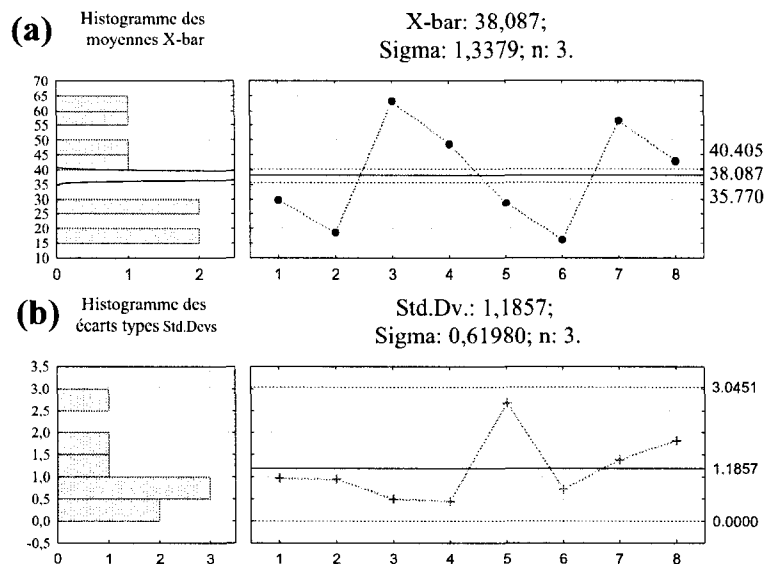 (a)
Histogramme des
moyennes X-bar
X-bar: 38,087;
Sigma: 1,3379; n: 3.
70
65
60
55
50
45
40
35
30
25
20
15
10
0 1 2
1 2 3 4 5 6 7 8
40.405
38.087
35.770
(b)
Histogramme des
écarts types Std.Devs
Std.Dv.: 1,1857;
Sigma: 0,61980; n: 3.
3,5
3.0
2,5
2,0
1,5
1,0
0,5
0,0
-0,5
0 1 2 3
1 2 3 4 5 6 7 8
3.0451
1.1857
0.0000